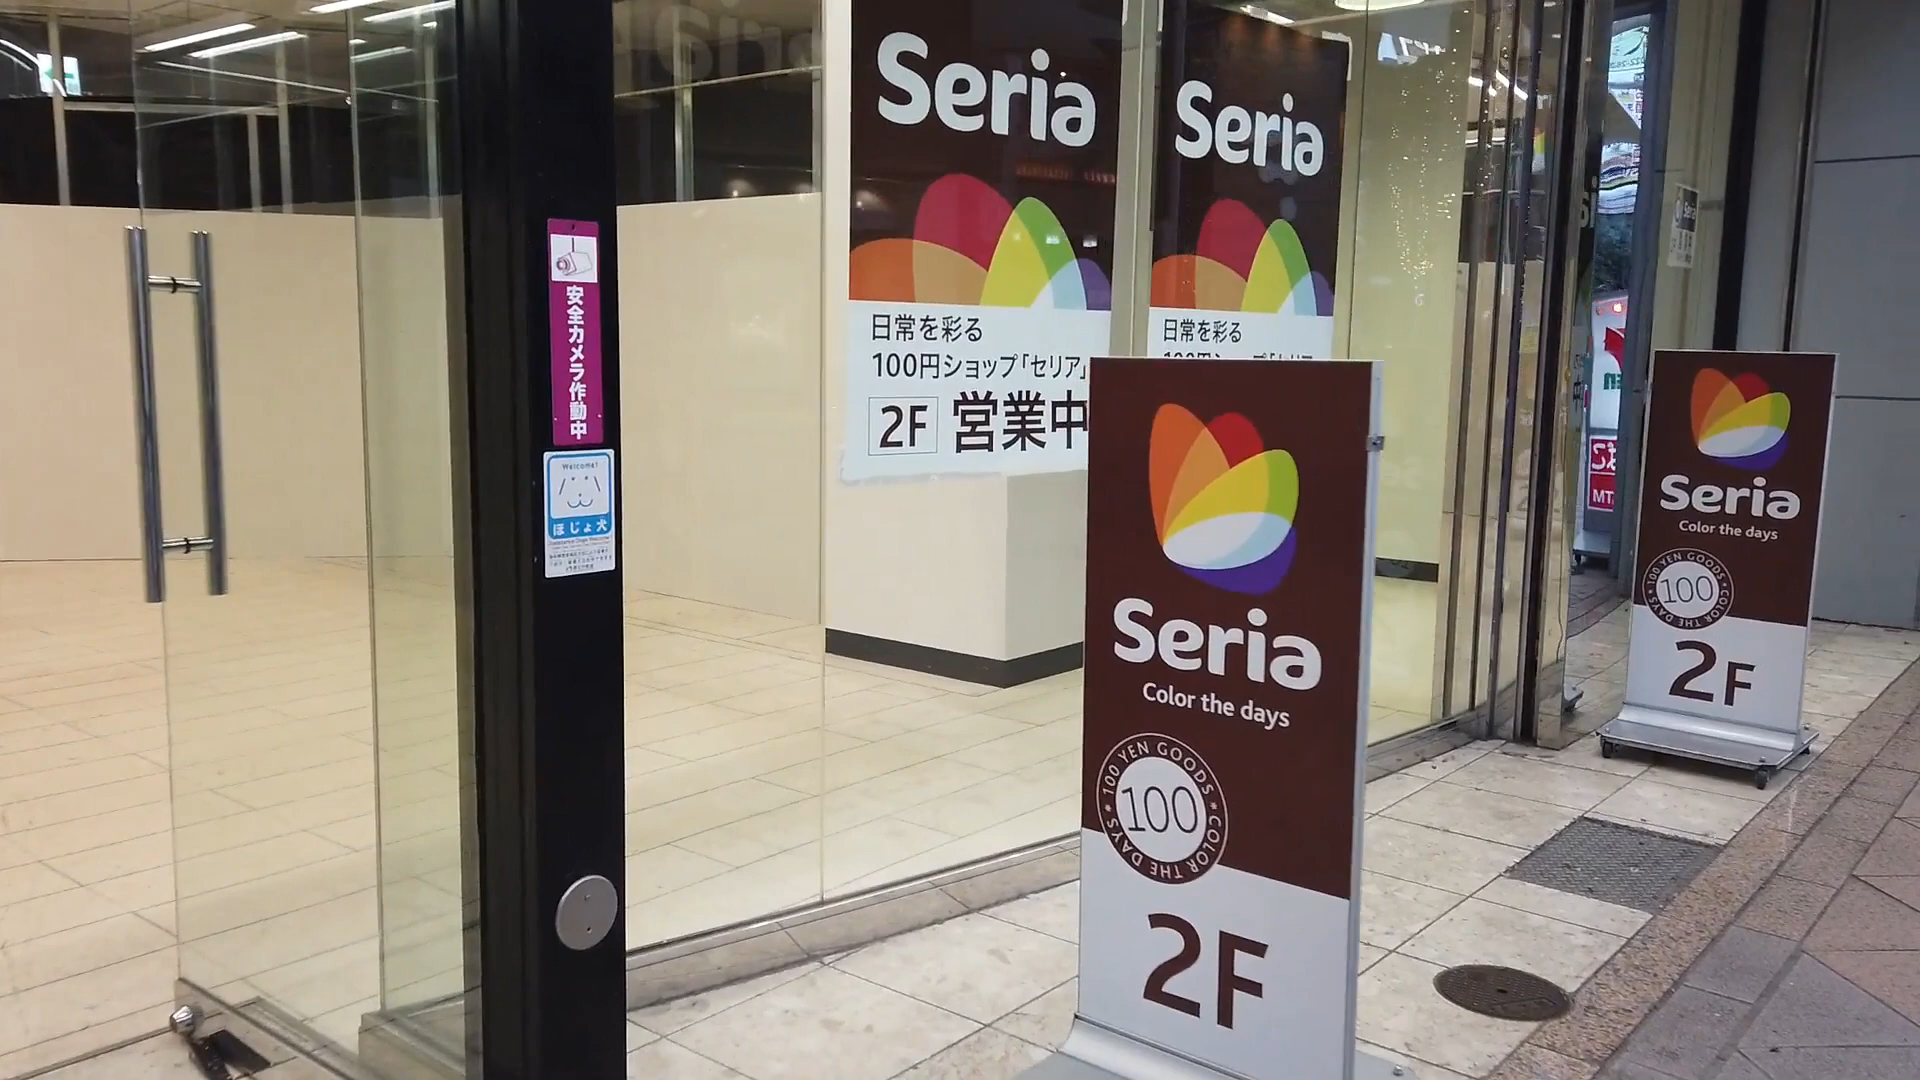 Seria
日常を彩る
100円ショップ「セリア」
2F 営業中
Seria
日常を彩る
安全カメラ作動中
Welcome!
ほじょ犬
Seria
Color the days
100 YEN GOODS * COLOR THE DAYS *
100
2F
Seria
Color the days
100 YEN GOODS * COLOR THE DAYS *
100
2F